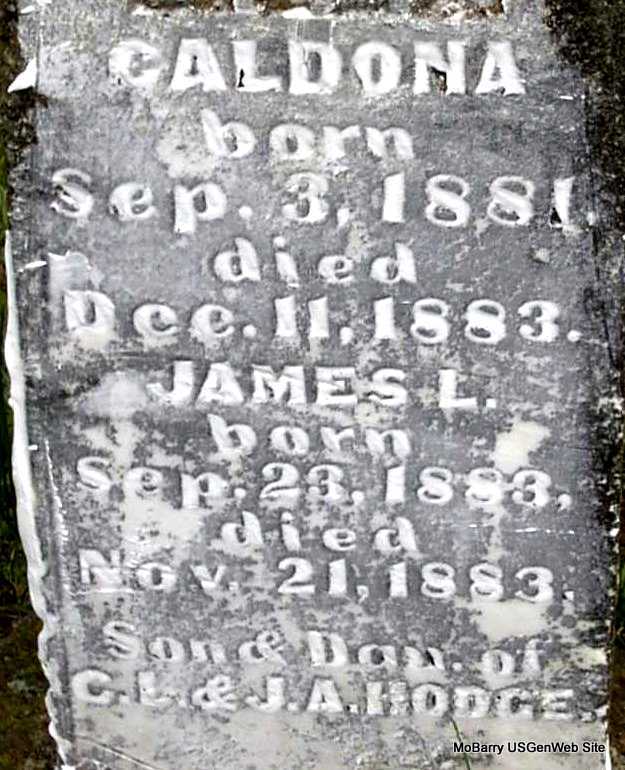 CALDONA
born
Sep. 3, 1881.
died
Dec. 11, 1883.
JAMES L.
born
Sep. 23, 1883,
died
Nov. 21, 1883.
Son & Dau. of
C. L. & J. A. HODGE.
MoBarry USGenWeb Site